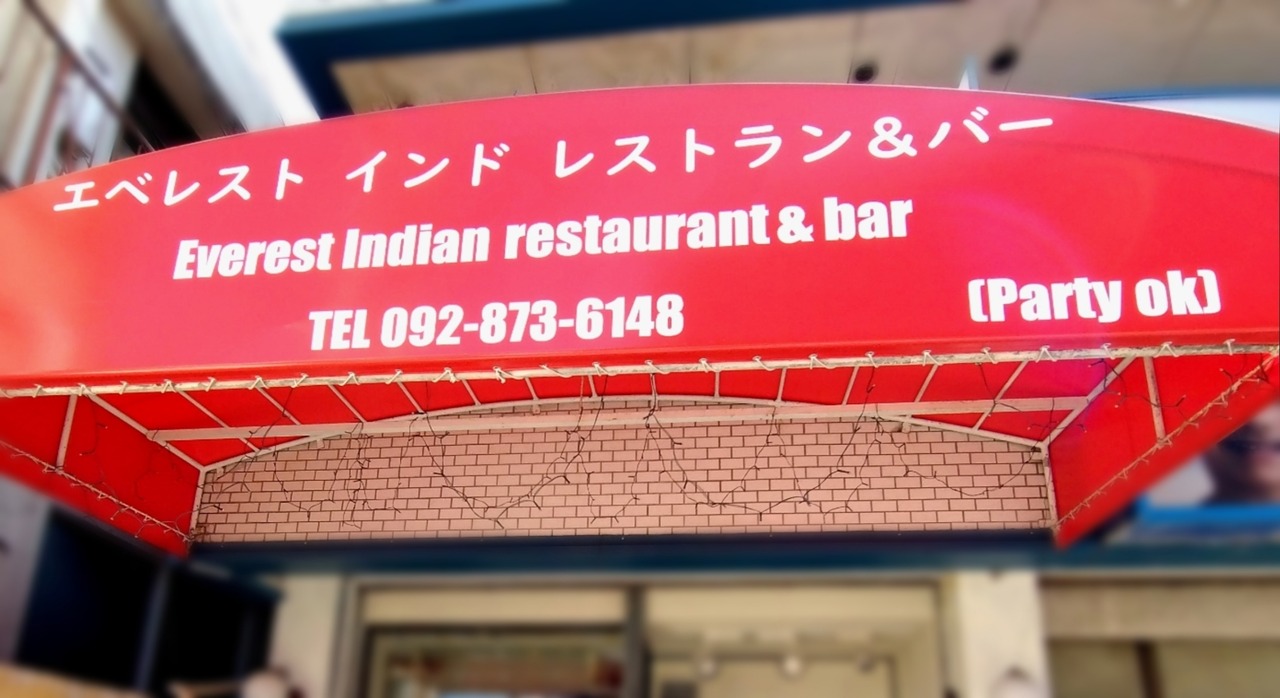 エベレスト インド レストラン&バー
Everest Indian restaurant & bar
TEL 092-873-6148
(Party ok)